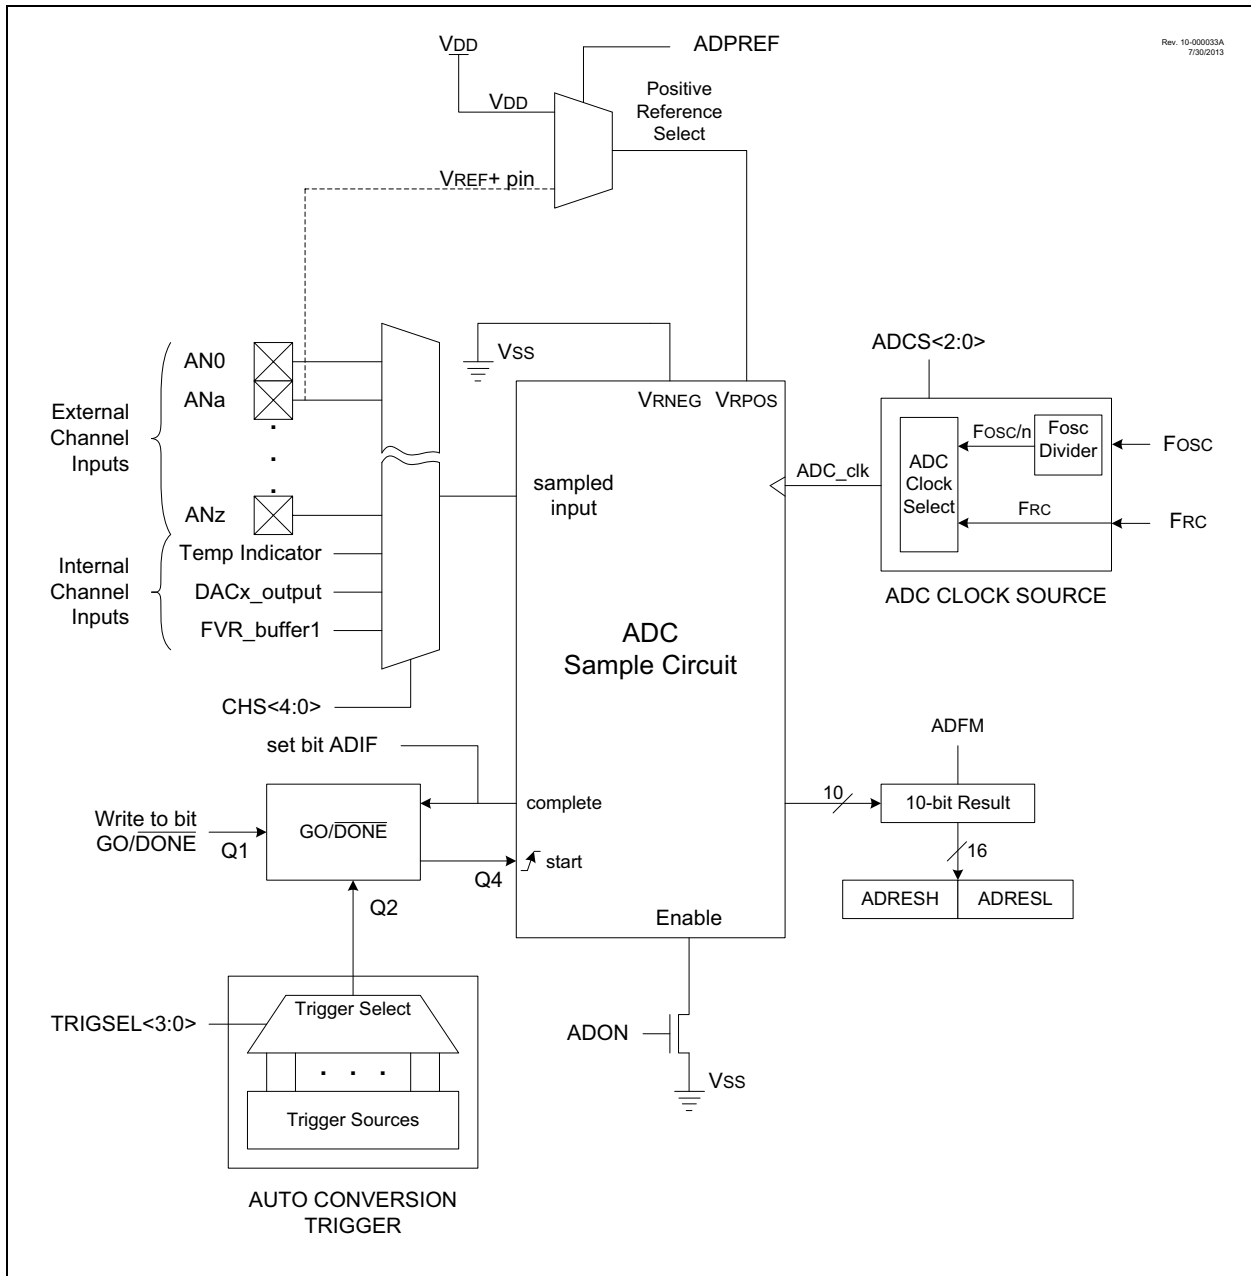 Rev. 10-000033A
7/30/2013
VDD
ADPREF
VDD
Positive
Reference
Select
VREF+ pin
VSS
ADCS<2:0>
AN0
ANa
External
Channel
Inputs
.
.
.
ANz
VRNEG VRPOS
sampled
input
ADC_clk
ADC
Clock
Select
FOSC/n
Fosc
Divider
FOSC
FRC
FRC
ADC CLOCK SOURCE
Internal
Channel
Inputs
Temp Indicator
DACx_output
FVR_buffer1
CHS<4:0>
ADC
Sample Circuit
set bit ADIF
Write to bit
GO/DONE
Q1
GO/DONE
complete
start
Q4
Q2
Enable
ADFM
10
10-bit Result
16
ADRESH
ADRESL
TRIGSEL<3:0>
Trigger Select
. . .
Trigger Sources
AUTO CONVERSION
TRIGGER
ADON
VSS